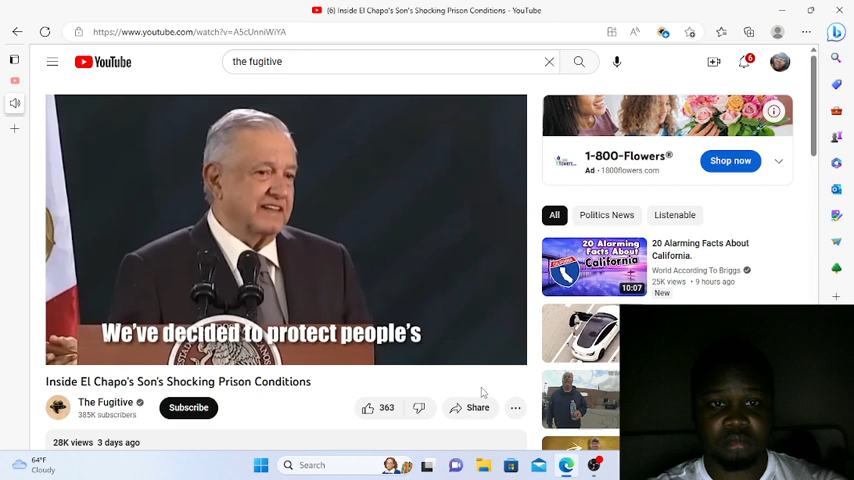 (6) Inside El Chapo's Son's Shocking Prison Conditions - YouTube
https://www.youtube.com/watch?v=A5cUnniWiYA
YouTube
the fugitive
6
We've decided to protect people's
1-800-Flowers®
Ad • 1800flowers.com
Shop now
All
Politics News
Listenable
20 Alarming Facts About California
10:07
20 Alarming Facts About
California.
World According To Briggs
25K views • 9 hours ago
New
Inside El Chapo's Son's Shocking Prison Conditions
The Fugitive
385K subscribers
Subscribe
363
Share
28K views 3 days ago
64°F
Cloudy
Search